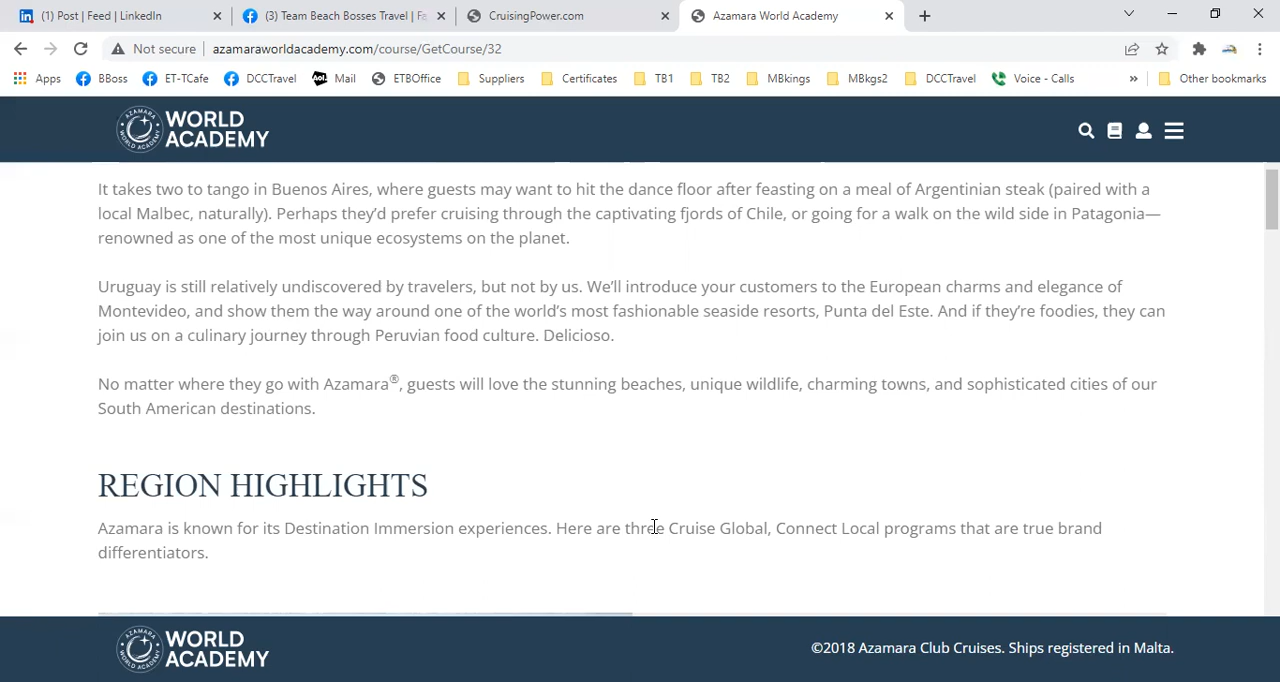 (1) Post | Feed | LinkedIn
(3) Team Beach Bosses Travel | Fa
CruisingPower.com
Azamara World Academy
Not secure
azamaraworldacademy.com/course/GetCourse/32
Apps
BBoss
ET-TCafe
DCCTravel
Aol.
Mail
ETBOffice
Suppliers
Certificates
TB1
TB2
MBkings
MBkgs2
DCCTravel
Voice - Calls
»
Other bookmarks
WORLD
ACADEMY
It takes two to tango in Buenos Aires, where guests may want to hit the dance floor after feasting on a meal of Argentinian steak (paired with a
local Malbec, naturally). Perhaps they’d prefer cruising through the captivating fjords of Chile, or going for a walk on the wild side in Patagonia—
renowned as one of the most unique ecosystems on the planet.
Uruguay is still relatively undiscovered by travelers, but not by us. We’ll introduce your customers to the European charms and elegance of
Montevideo, and show them the way around one of the world’s most fashionable seaside resorts, Punta del Este. And if they’re foodies, they can
join us on a culinary journey through Peruvian food culture. Delicioso.
No matter where they go with Azamara®, guests will love the stunning beaches, unique wildlife, charming towns, and sophisticated cities of our
South American destinations.
REGION HIGHLIGHTS
Azamara is known for its Destination Immersion experiences. Here are three Cruise Global, Connect Local programs that are true brand
differentiators.
WORLD
ACADEMY
©2018 Azamara Club Cruises. Ships registered in Malta.